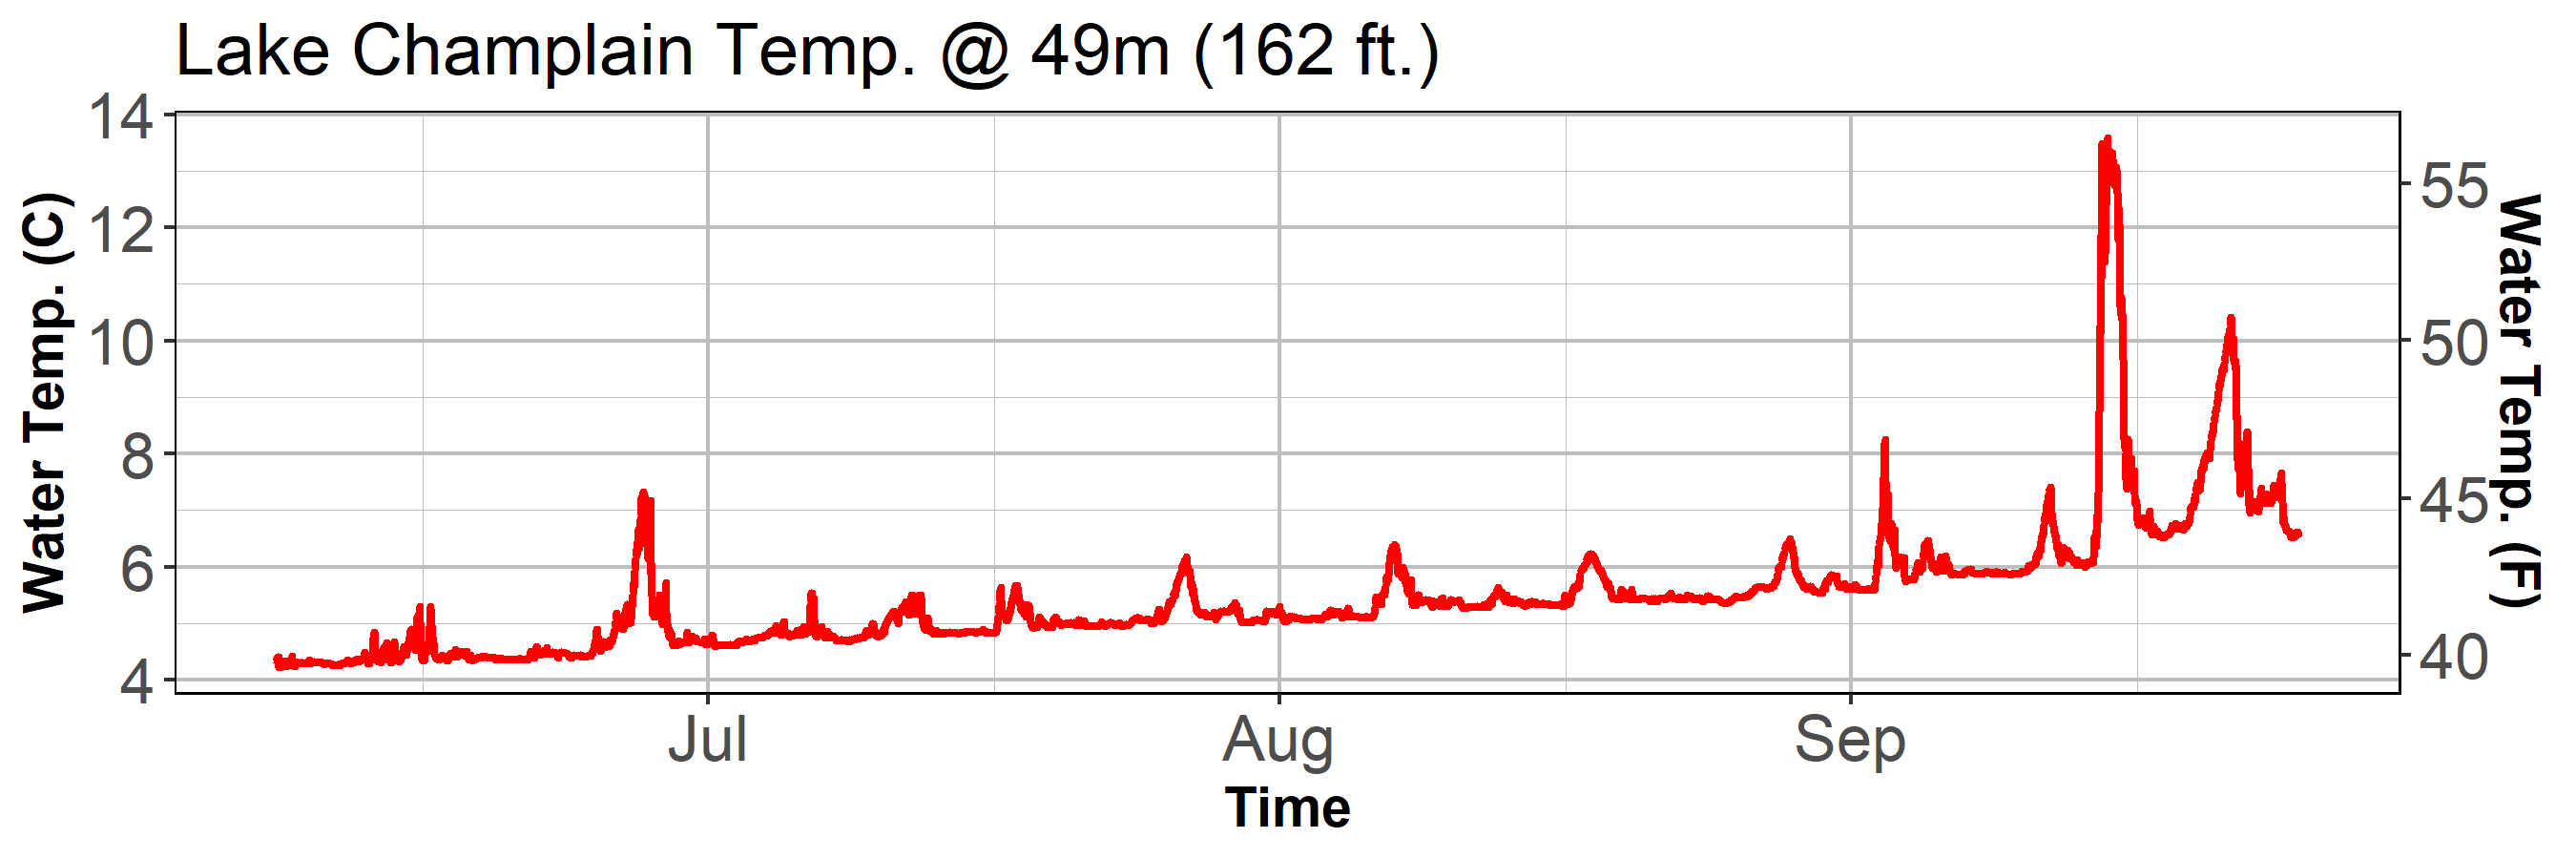 Lake Champlain Temp. @ 49m (162 ft.)
Water Temp. (C)
14
12
10
8
6
4
55
50
45
40
Water Temp. (F)
Jul
Aug
Sep
Time